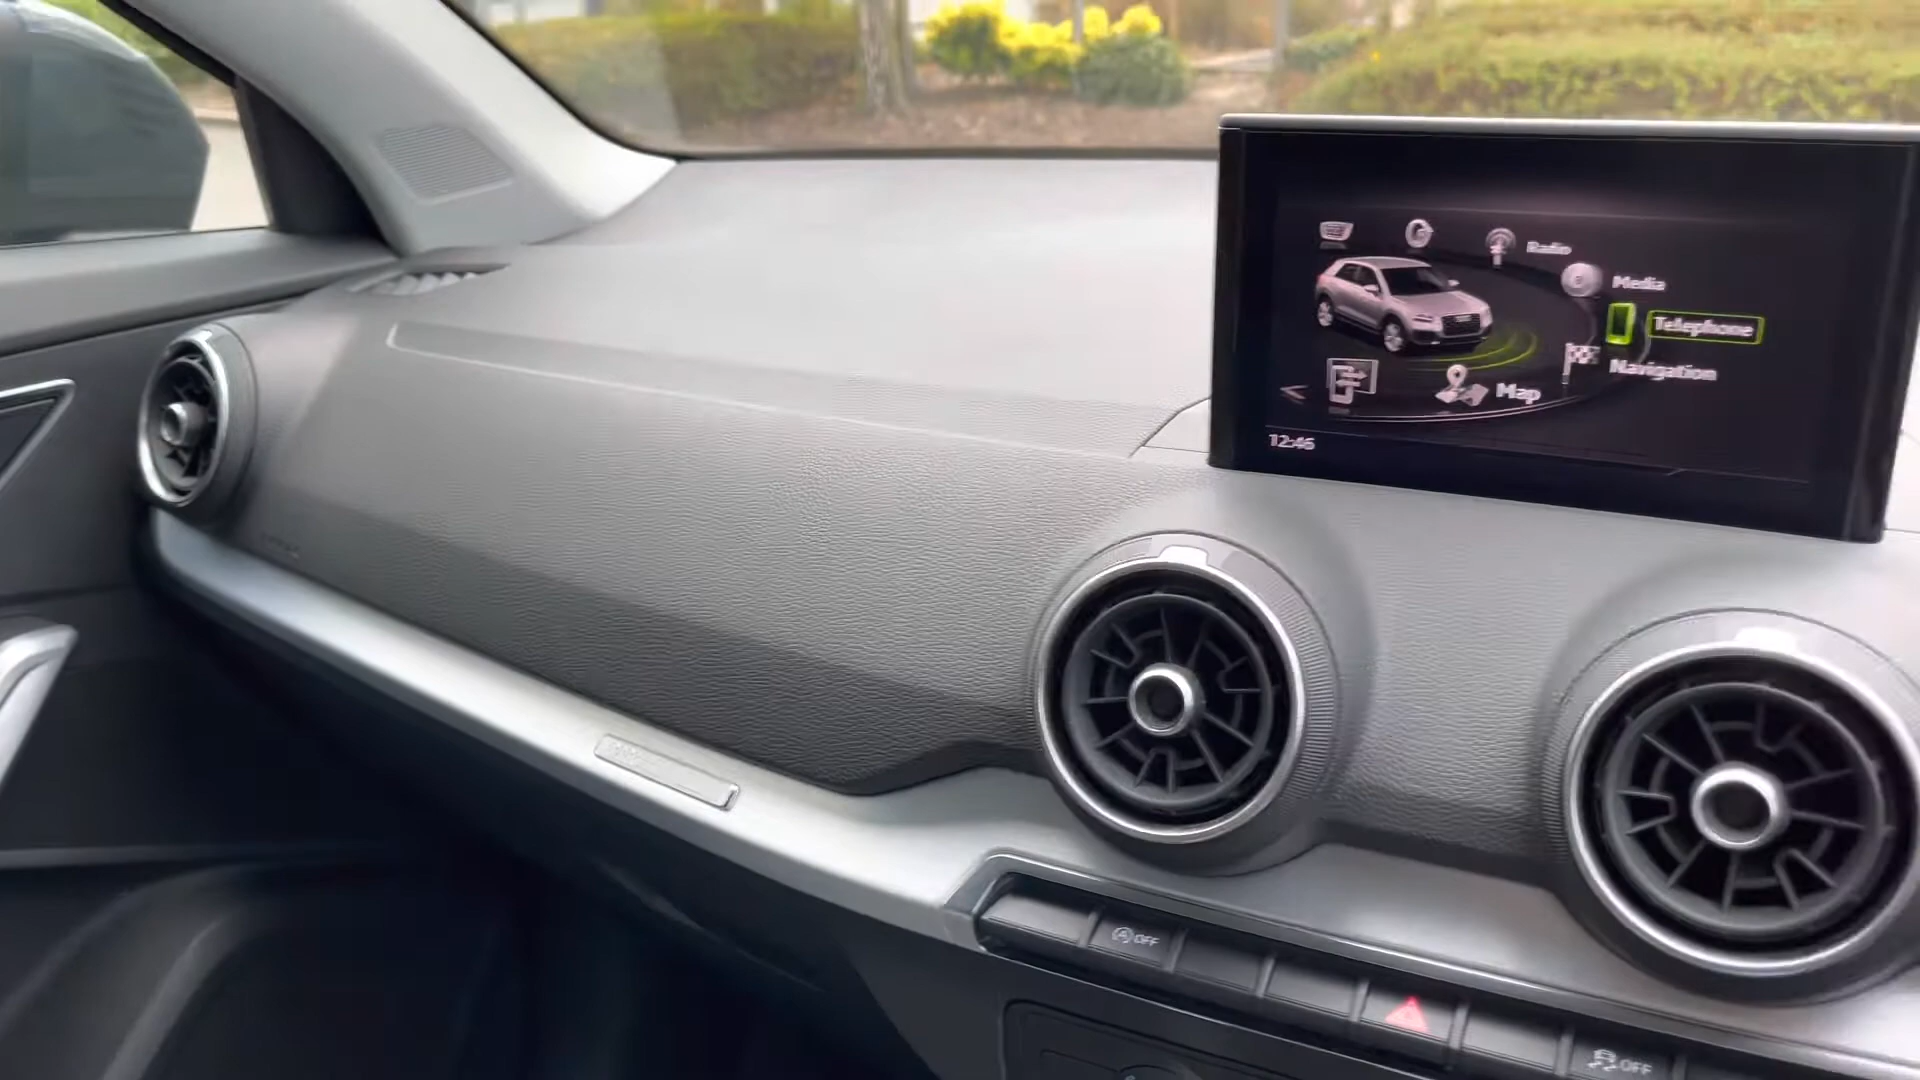 Radio
Media
Telephone
Navigation
Map
12:46
A OFF
OFF